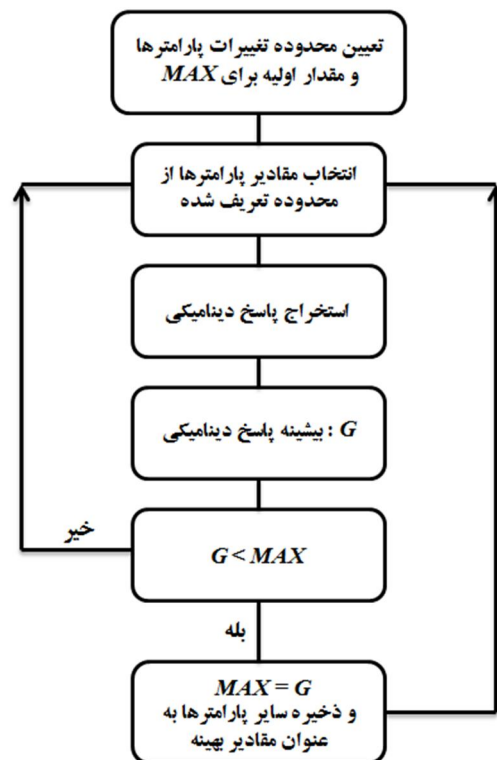 تعیین محدوده تغییرات پارامترها
و مقدار اولیه برای MAX
انتخاب مقادیر پارامترها از
محدوده تعریف شده
استخراج پاسخ دینامیکی
G : بیشینه پاسخ دینامیکی
خیر
G < MAX
بله
MAX = G
و ذخیره سایر پارامترها به
عنوان مقادیر بهینه